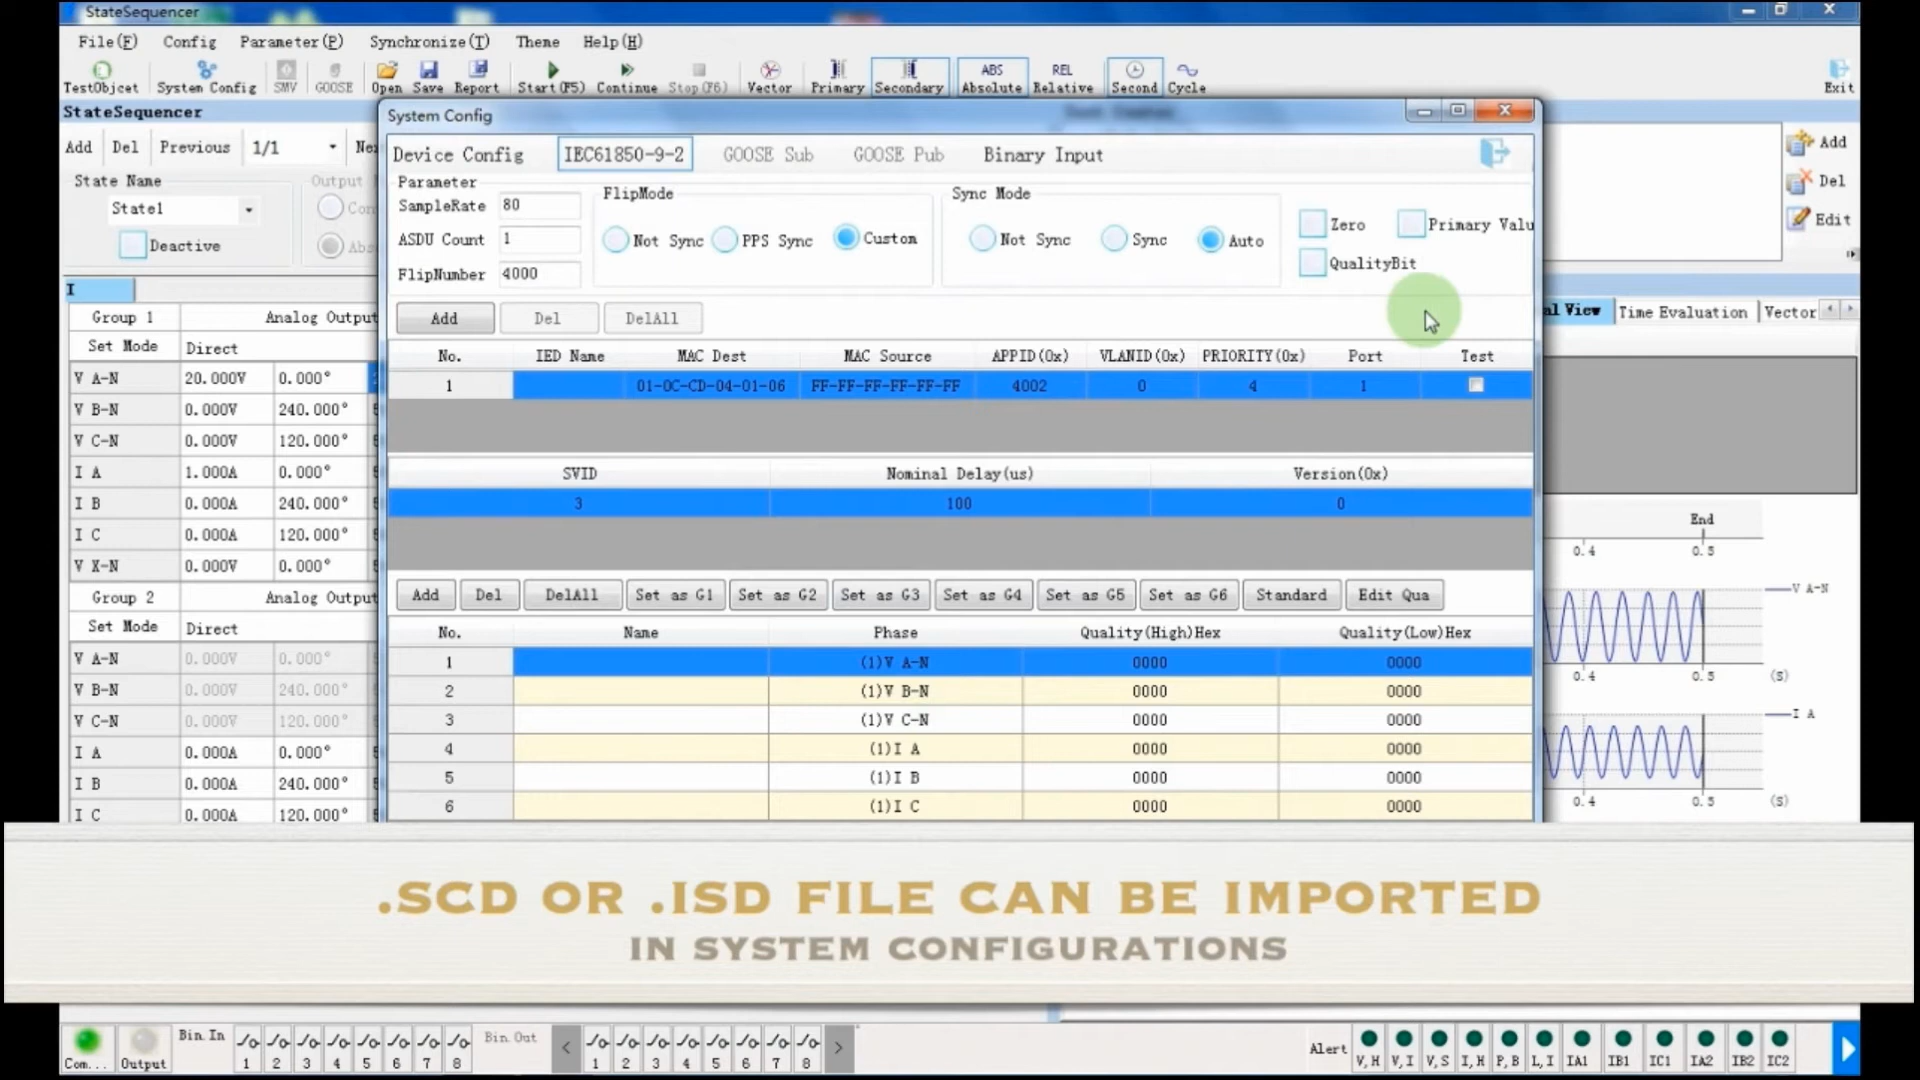 StateSequencer
File(F) Config Parameter(P) Synchronize(T) Theme Help(H)
TestObjcet System Config SMV GOOSE Open Save Report Start(F5) Continue Stop(F6) Vector Primary Secondary ABS Absolute REL Relative Second Cycle Exit
StateSequencer
Add Del Previous 1/1
State Name
State1
Deactive
Add
Del
Edit
System Config
Device Config IEC61850-9-2 GOOSE Sub GOOSE Pub Binary Input
Parameter
SampleRate 80
ASDU Count 1
FlipNumber 4000
FlipMode
Not Sync PPS Sync Custom
Sync Mode
Not Sync Sync Auto
Zero Primary Valu
QualityBit
Add Del DelAll
No. IED Name MAC Dest MAC Source APPID(0x) VLANID(0x) PRIORITY(0x) Port Test
1 01-0C-CD-04-01-06 FF-FF-FF-FF-FF-FF 4002 0 4 1
SVID Nominal Delay(us) Version(0x)
3 100 0
Add Del DelAll Set as G1 Set as G2 Set as G3 Set as G4 Set as G5 Set as G6 Standard Edit Qua
No. Name Phase Quality(High)Hex Quality(Low)Hex
1 (1)V A-N 0000 0000
2 (1)V B-N 0000 0000
3 (1)V C-N 0000 0000
4 (1)I A 0000 0000
5 (1)I B 0000 0000
6 (1)I C 0000 0000
I
Group 1 Analog Output
Set Mode Direct
V A-N 20.000V 0.000°
V B-N 0.000V 240.000°
V C-N 0.000V 120.000°
I A 1.000A 0.000°
I B 0.000A 240.000°
I C 0.000A 120.000°
V X-N 0.000V 0.000°
Group 2 Analog Output
Set Mode Direct
V A-N 0.000V 0.000°
V B-N 0.000V 240.000°
V C-N 0.000V 120.000°
I A 0.000A 0.000°
I B 0.000A 240.000°
I C 0.000A 120.000°
al View Time Evaluation Vector
End
0.4 0.5
V A-N
0.4 0.5 (S)
I A
0.4 0.5 (S)
.SCD OR .ISD FILE CAN BE IMPORTED
IN SYSTEM CONFIGURATIONS
Com... Output Bin.In 1 2 3 4 5 6 7 8 Bin.Out 1 2 3 4 5 6 7 8 Alert V,H V,I V,S I,H P,B L,I IA1 IB1 IC1 IA2 IB2 IC2